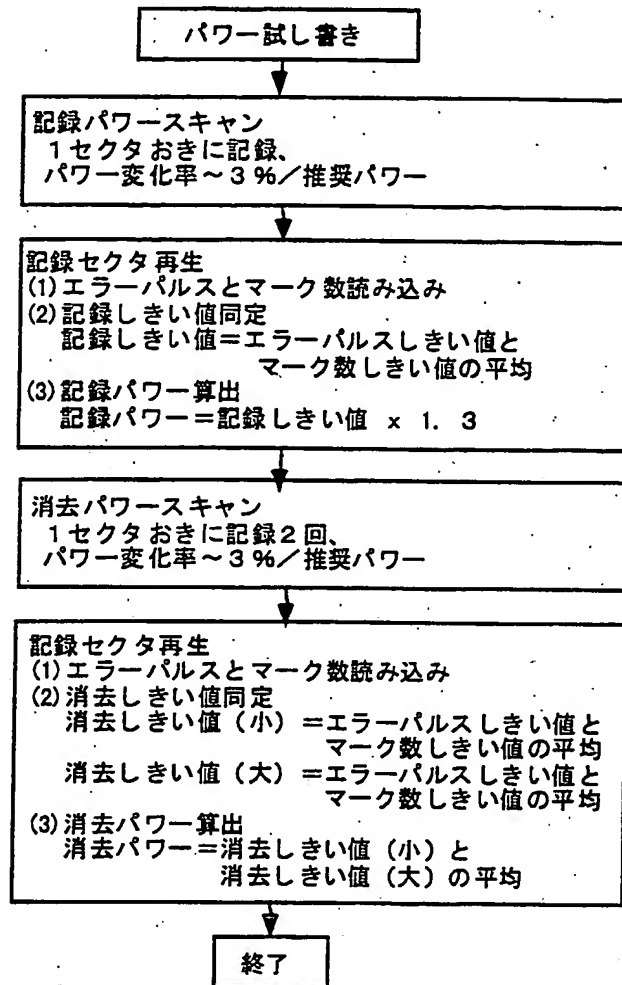 パワー試し書き
記録パワースキャン
1セクタおきに記録、
パワー変化率~3%/推奨パワー
記録セクタ再生
(1)エラーパルスとマーク数読み込み
(2)記録しきい値同定
記録しきい値=エラーパルスしきい値と
マーク数しきい値の平均
(3)記録パワー算出
記録パワー=記録しきい値 x 1.3
消去パワースキャン
1セクタおきに記録2回、
パワー変化率~3%/推奨パワー
記録セクタ再生
(1)エラーパルスとマーク数読み込み
(2)消去しきい値同定
消去しきい値(小)=エラーパルスしきい値と
マーク数しきい値の平均
消去しきい値(大)=エラーパルスしきい値と
マーク数しきい値の平均
(3)消去パワー算出
消去パワー=消去しきい値(小)と
消去しきい値(大)の平均
終了